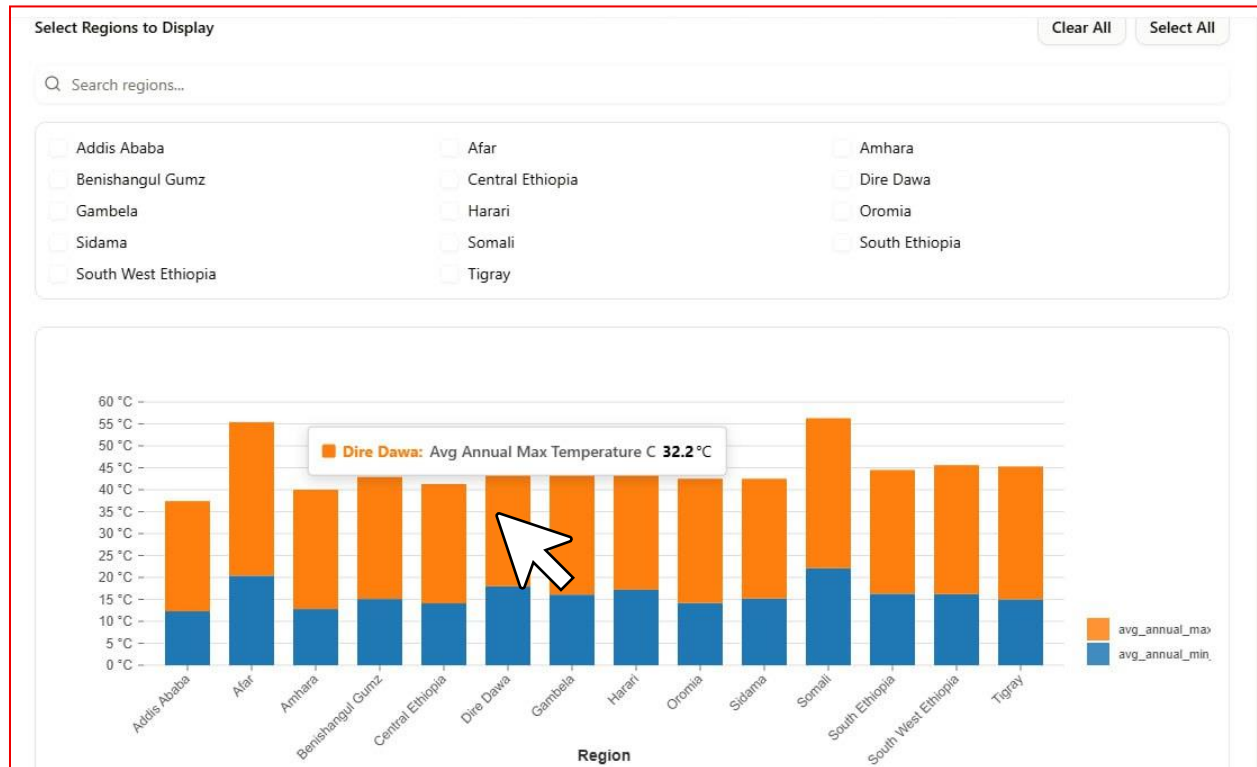 Select Regions to Display
Clear All Select All
Search regions...
Addis Ababa Afar Amhara
Benishangul Gumz Central Ethiopia Dire Dawa
Gambela Harari Oromia
Sidama Somali South Ethiopia
South West Ethiopia Tigray
60 °C
55 °C
50 °C
Dire Dawa: Avg Annual Max Temperature C 32.2°C
45 °C
40 °C
35 °C
30 °C
25 °C
20 °C
15 °C
10 °C
5 °C
0 °C
avg_annual_max
avg_annual_min_
Addis Ababa Afar Amhara Benishangul Gumz Central Ethiopia Dire Dawa Gambela Harari Oromia Sidama Somali South Ethiopia South West Ethiopia Tigray
Region